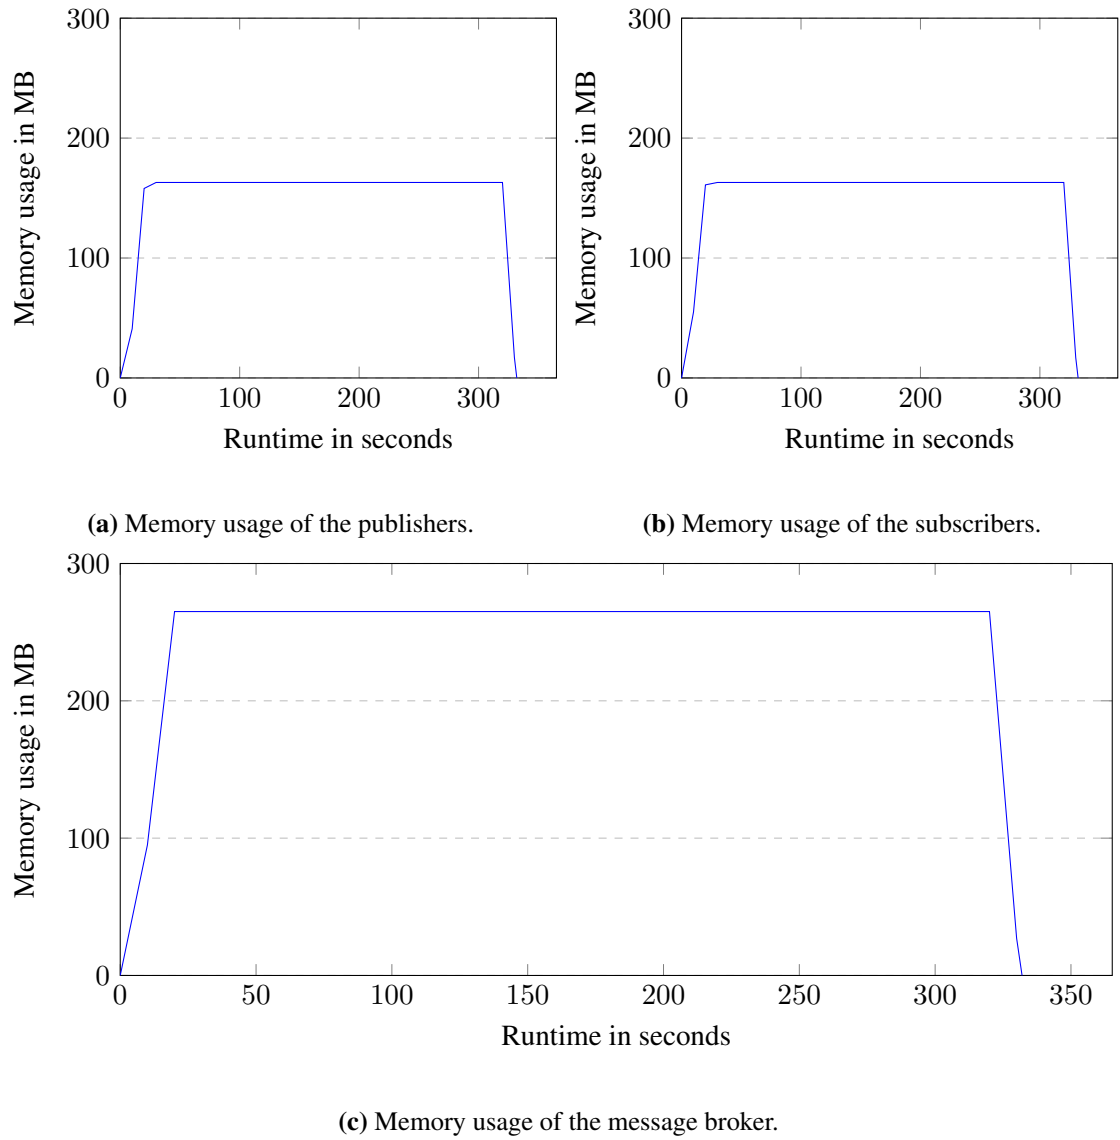 300
200
100
0
Memory usage in MB
0 100 200 300
Runtime in seconds
(a) Memory usage of the publishers.
300
200
100
0
Memory usage in MB
0 100 200 300
Runtime in seconds
(b) Memory usage of the subscribers.
300
200
100
0
Memory usage in MB
0 50 100 150 200 250 300 350
Runtime in seconds
(c) Memory usage of the message broker.